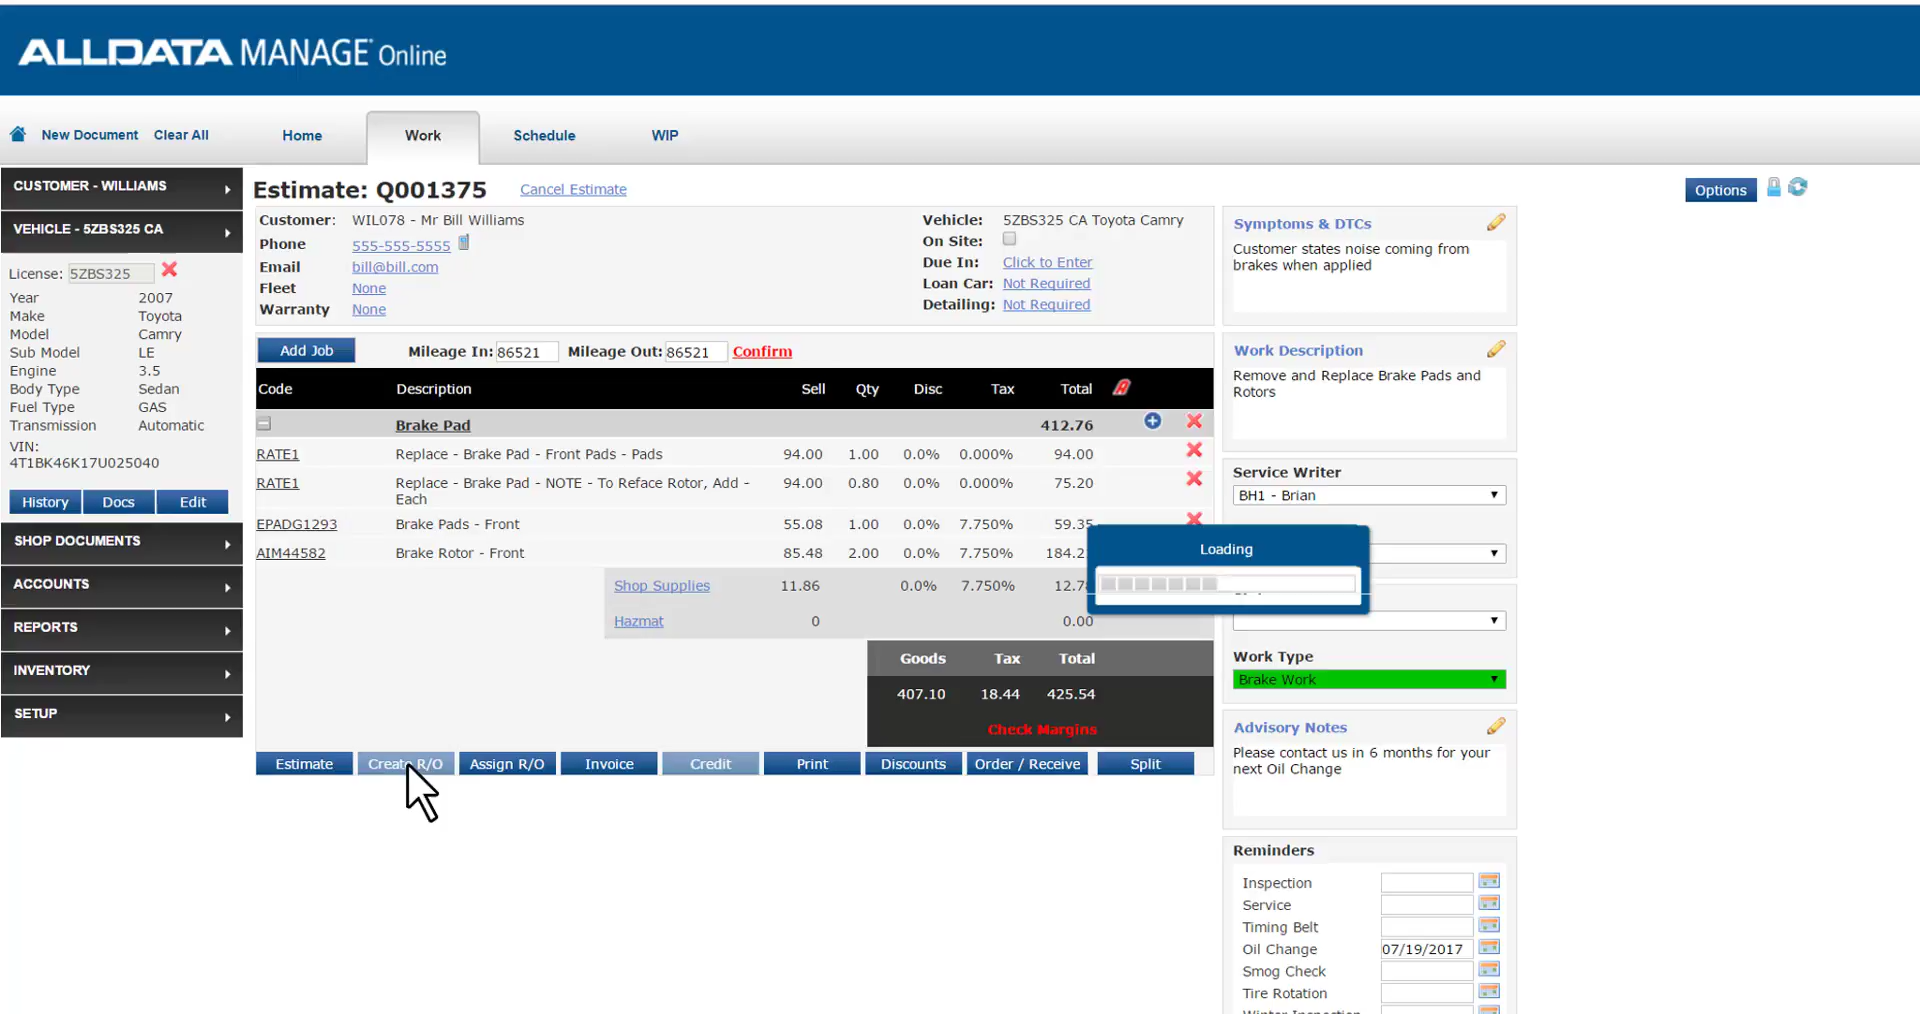 ALLDATA MANAGE Online
New Document Clear All Home Work Schedule WIP
CUSTOMER - WILLIAMS
VEHICLE - 5ZBS325 CA
License: 5ZBS325
Year 2007
Make Toyota
Model Camry
Sub Model LE
Engine 3.5
Body Type Sedan
Fuel Type GAS
Transmission Automatic
VIN:
4T1BK46K17U025040
History Docs Edit
SHOP DOCUMENTS
ACCOUNTS
REPORTS
INVENTORY
SETUP
Estimate: Q001375 Cancel Estimate
Options
Customer: WIL078 - Mr Bill Williams
Phone 555-555-5555
Email bill@bill.com
Fleet None
Warranty None
Vehicle: 5ZBS325 CA Toyota Camry
On Site:
Due In: Click to Enter
Loan Car: Not Required
Detailing: Not Required
Add Job Mileage In: 86521 Mileage Out: 86521 Confirm
Code Description Sell Qty Disc Tax Total
Brake Pad 412.76
RATE1 Replace - Brake Pad - Front Pads - Pads 94.00 1.00 0.0% 0.000% 94.00
RATE1 Replace - Brake Pad - NOTE - To Reface Rotor, Add - 94.00 0.80 0.0% 0.000% 75.20
Each
EPADG1293 Brake Pads - Front 55.08 1.00 0.0% 7.750% 59.35
AIM44582 Brake Rotor - Front 85.48 2.00 0.0% 7.750% 184.2
Shop Supplies 11.86 0.0% 7.750% 12.7
Hazmat 0 0.00
Goods Tax Total
407.10 18.44 425.54
Check Margins
Estimate Create R/O Assign R/O Invoice Credit Print Discounts Order / Receive Split
Loading
Symptoms & DTCs
Customer states noise coming from
brakes when applied
Work Description
Remove and Replace Brake Pads and
Rotors
Service Writer
BH1 - Brian
Work Type
Brake Work
Advisory Notes
Please contact us in 6 months for your
next Oil Change
Reminders
Inspection
Service
Timing Belt
Oil Change 07/19/2017
Smog Check
Tire Rotation